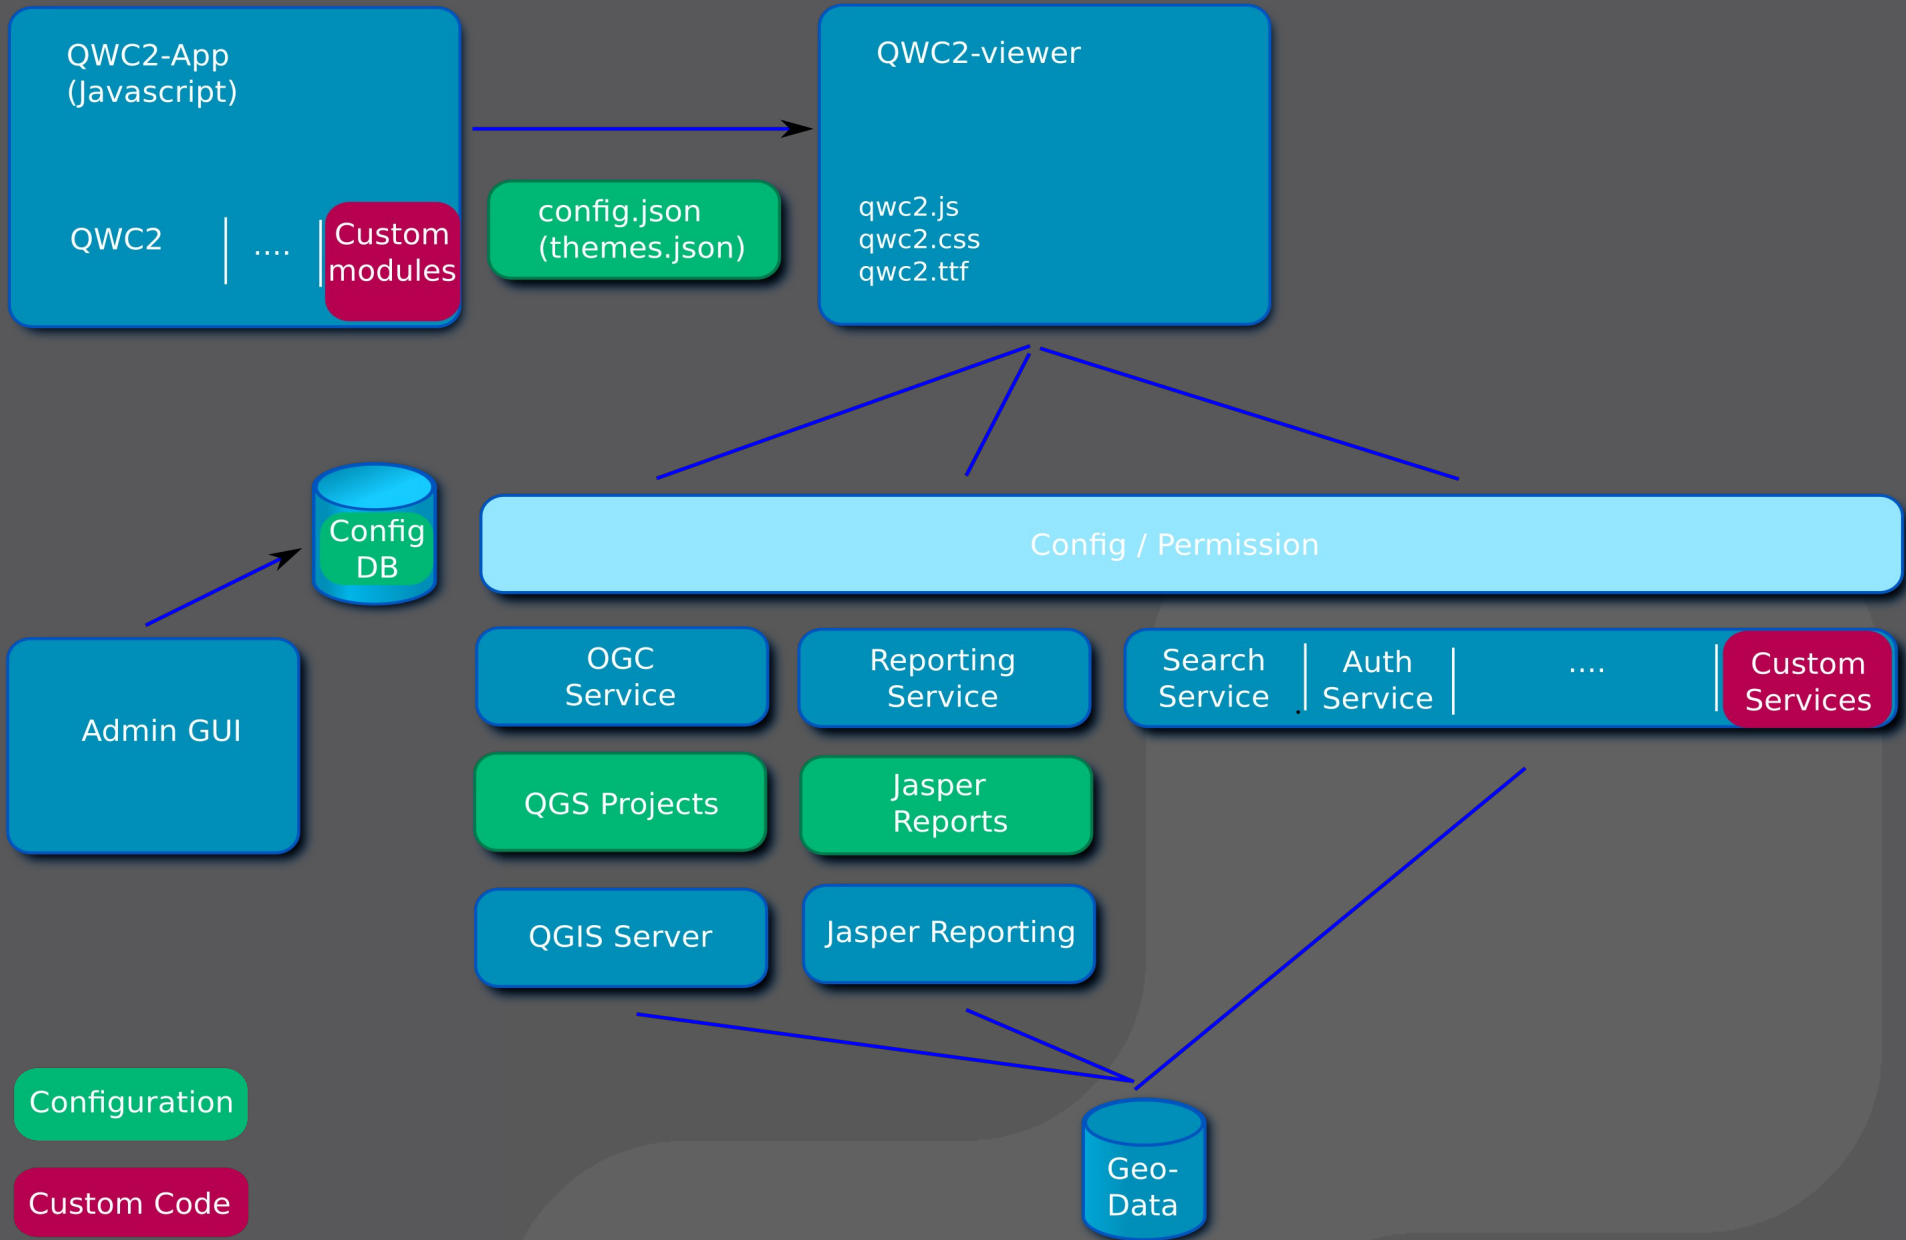 QWC2-App
(Javascript)
QWC2
....
Custom
modules
config.json
(themes.json)
QWC2-viewer
qwc2.js
qwc2.css
qwc2.ttf
Config
DB
Config / Permission
Admin GUI
OGC
Service
Reporting
Service
Search
Service
.
Auth
Service
....
Custom
Services
QGS Projects
Jasper
Reports
QGIS Server
Jasper Reporting
Configuration
Custom Code
Geo-
Data